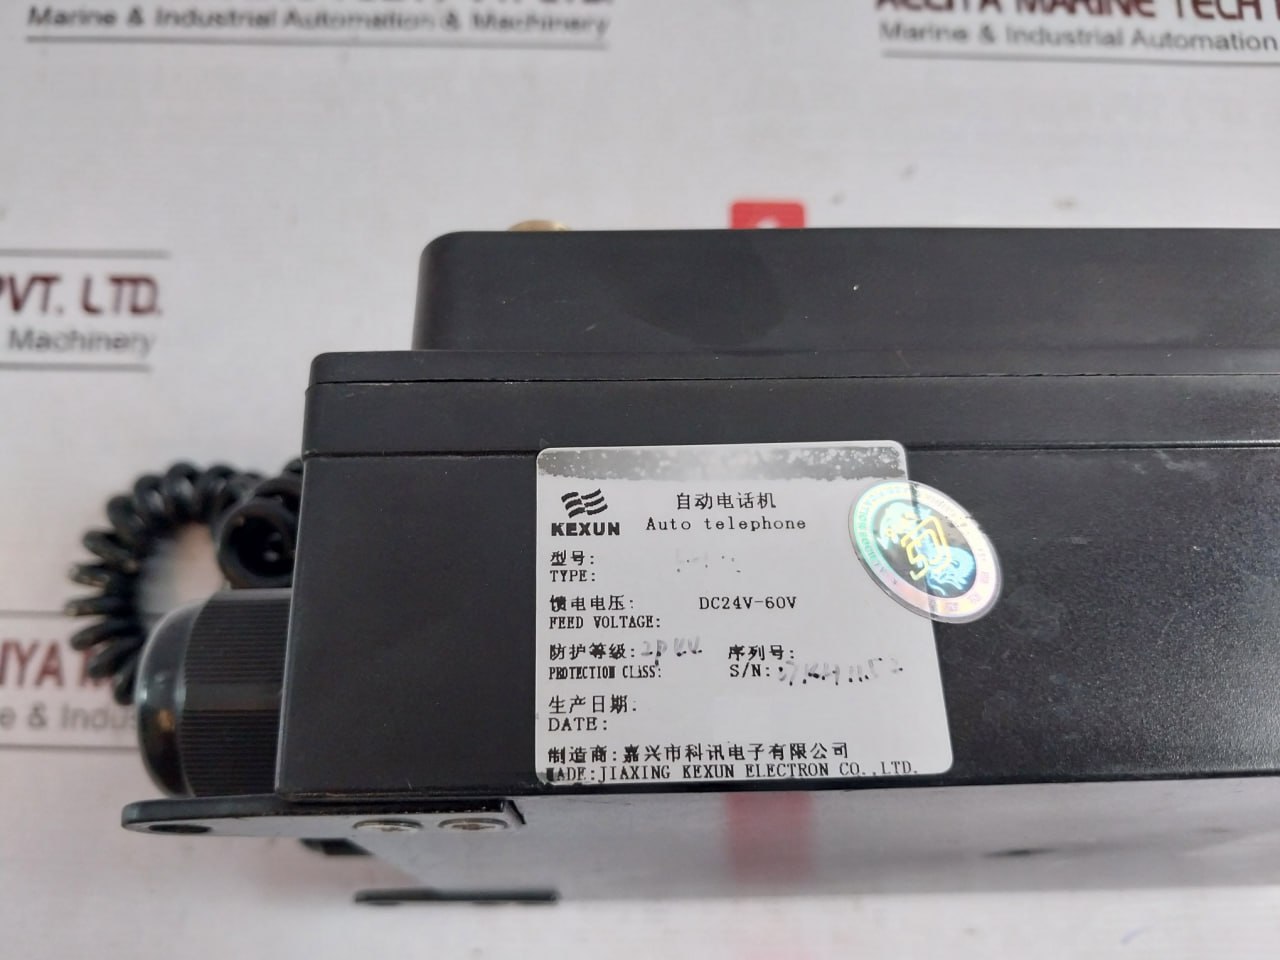 Marine & Industrial Automation & Machinery
MARINE TECH
Marine & Industrial Automation
PVT. LTD.
Machinery
KEXUN
自动电话机
Auto telephone
型号:
TYPE:
馈电电压: DC24V-60V
FEED VOLTAGE:
防护等级:
PROTECTION CLASS:
序列号:
S/N:
生产日期:
DATE:
制造商:嘉兴市科讯电子有限公司
MADE:JIAXING KEXUN ELECTRON CO.,LTD.